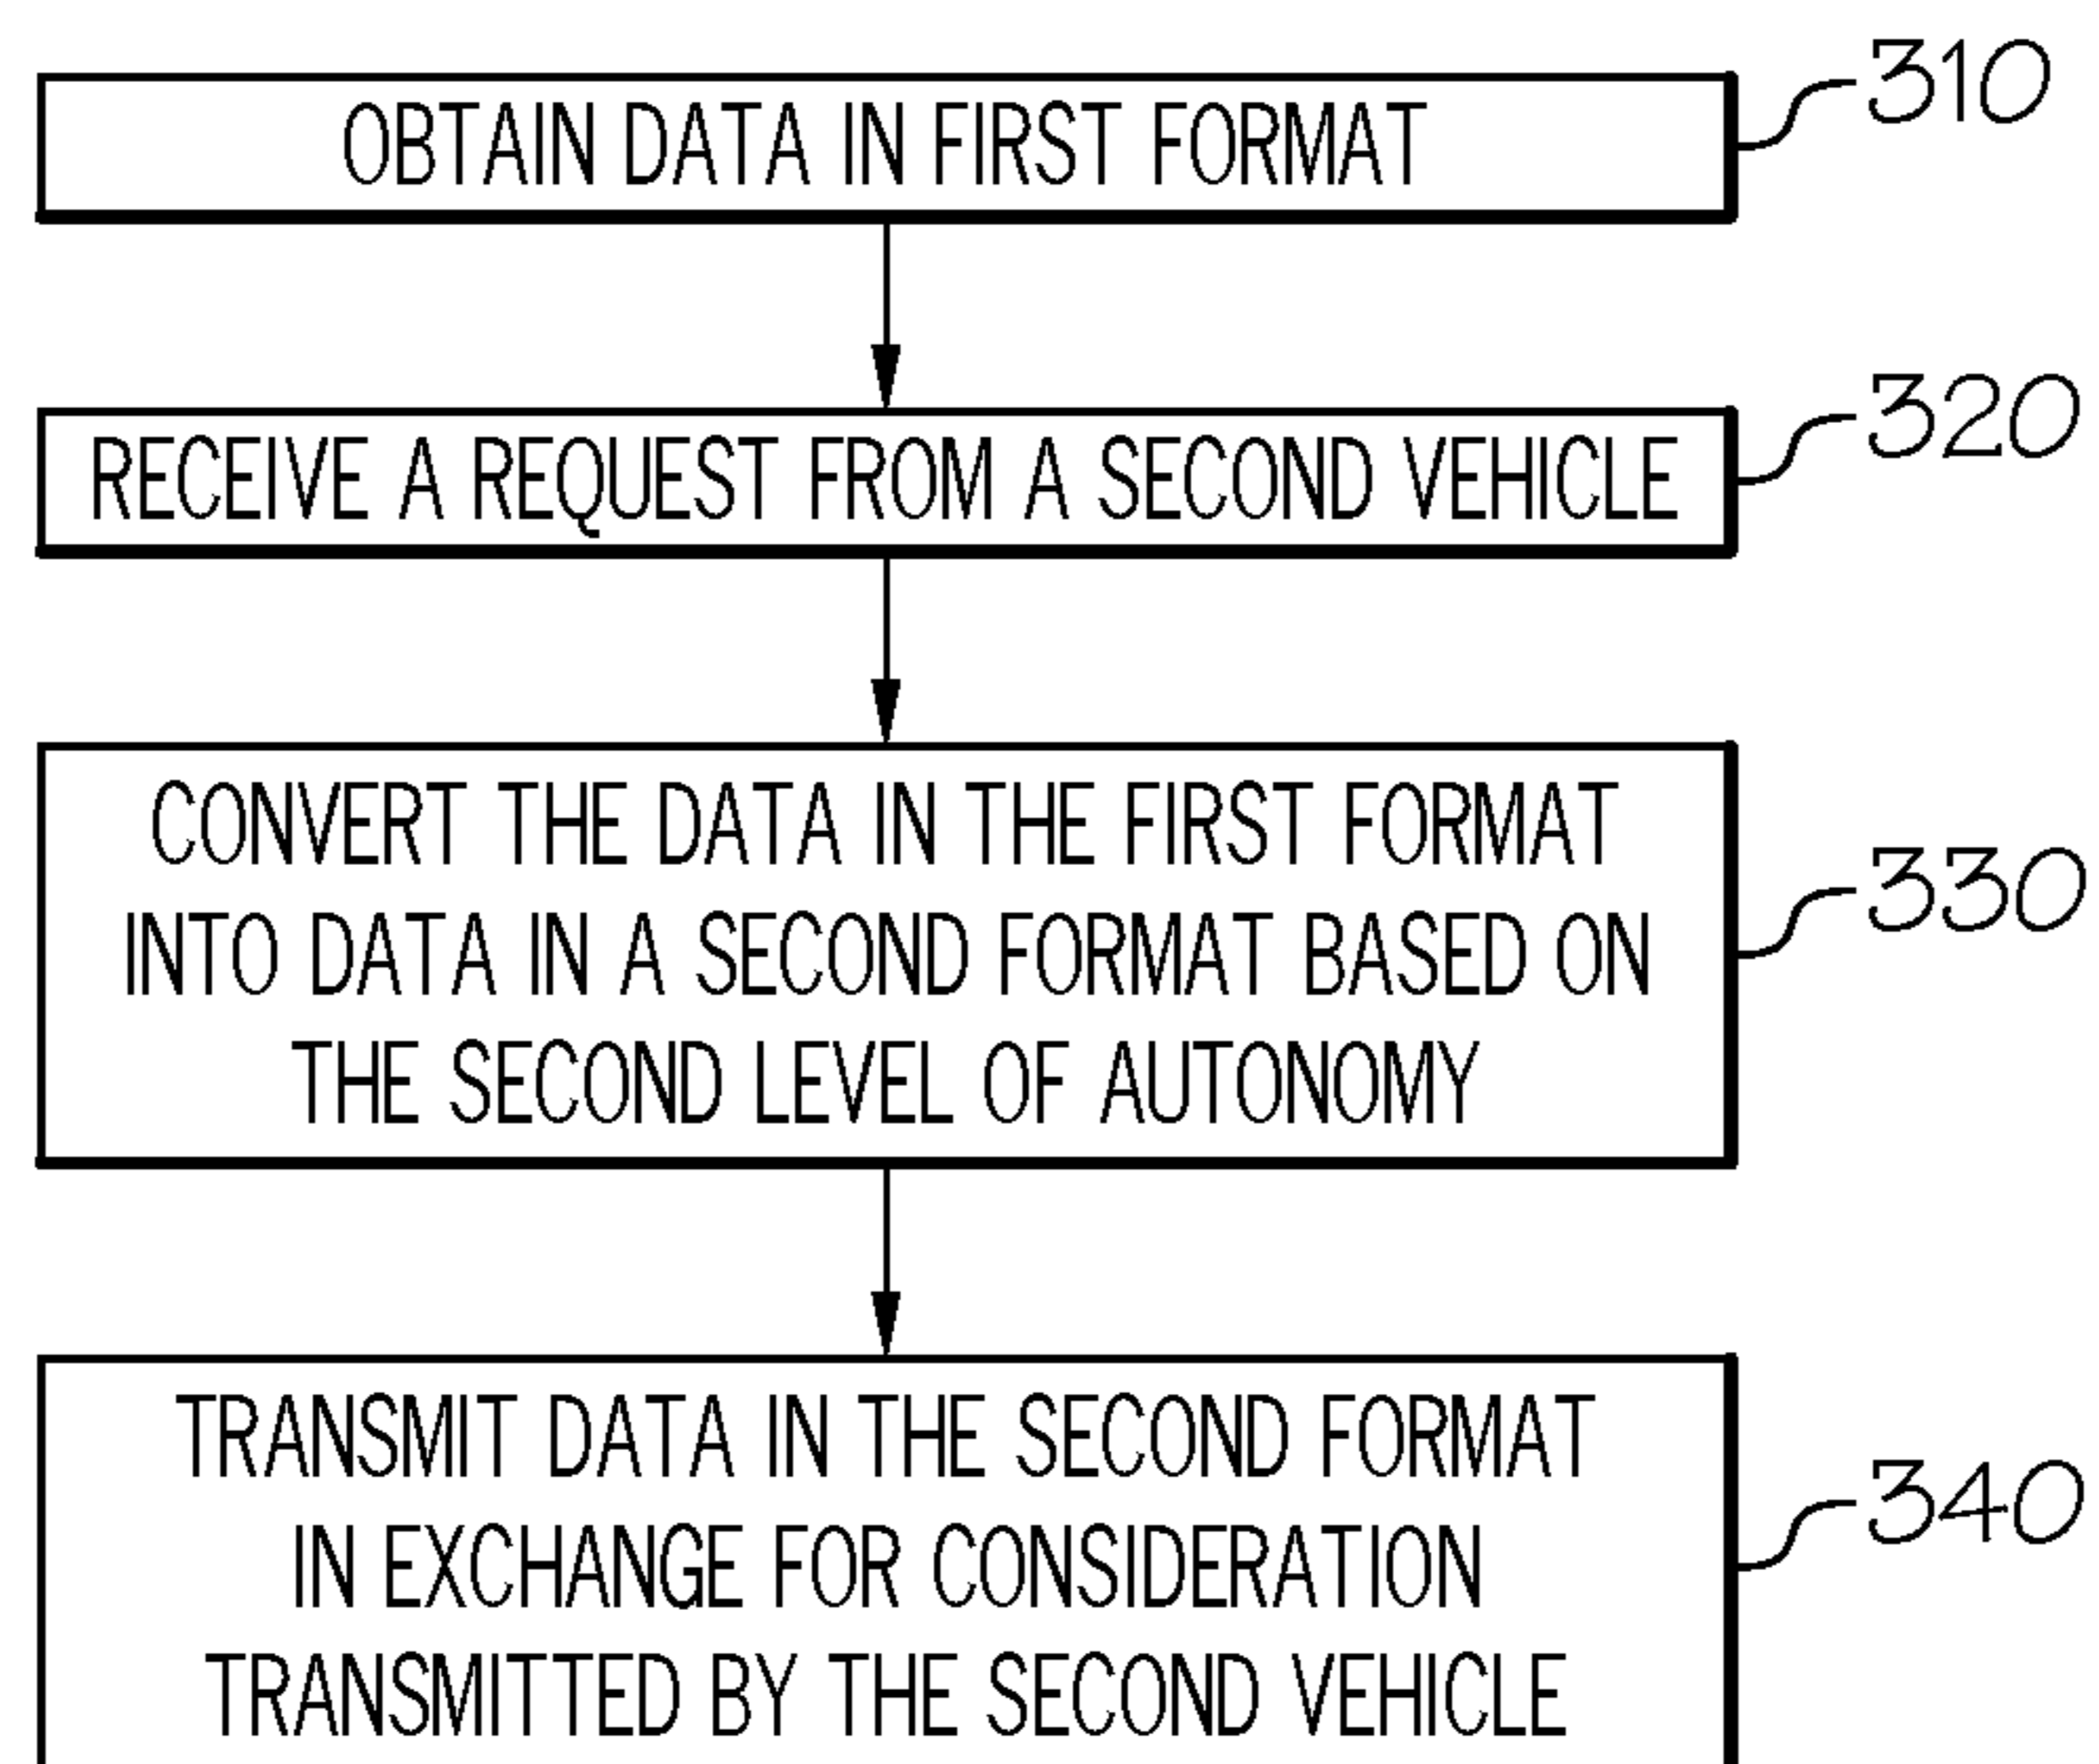 310
OBTAIN DATA IN FIRST FORMAT
320
RECEIVE A REQUEST FROM A SECOND VEHICLE
CONVERT THE DATA IN THE FIRST FORMAT
330
INTO DATA IN A SECOND FORMAT BASED ON
THE SECOND LEVEL OF AUTONOMY
TRANSMIT DATA IN THE SECOND FORMAT
340
IN EXCHANGE FOR CONSIDERATION
TRANSMITTED BY THE SECOND VEHICLE